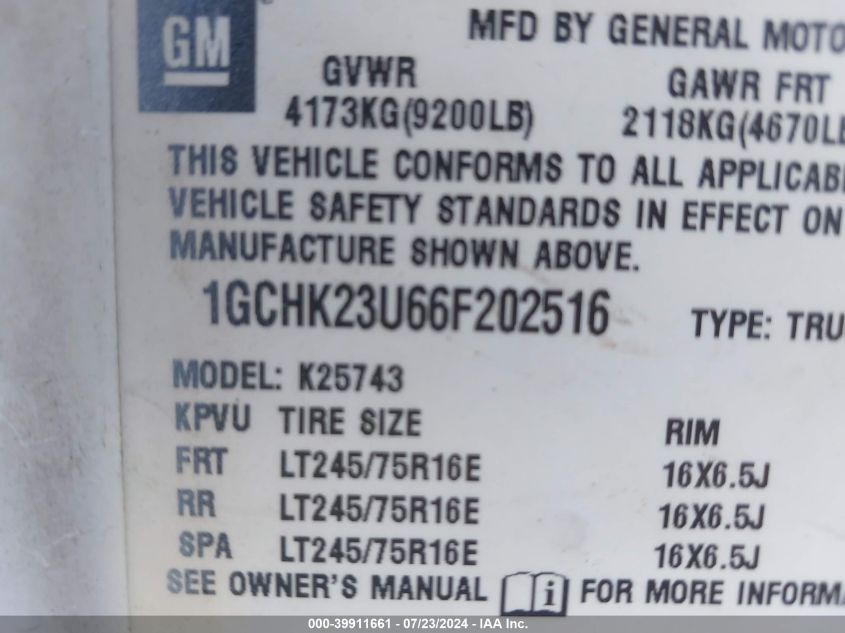 GM
MFD BY GENERAL MOTO
GVWR GAWR FRT
4173KG(9200LB) 2118KG(4670LB
THIS VEHICLE CONFORMS TO ALL APPLICAB
VEHICLE SAFETY STANDARDS IN EFFECT ON
MANUFACTURE SHOWN ABOVE.
1GCHK23U66F202516 TYPE: TRU
MODEL: K25743
KPVU TIRE SIZE RIM
FRT LT245/75R16E 16X6.5J
RR LT245/75R16E 16X6.5J
SPA LT245/75R16E 16X6.5J
SEE OWNER'S MANUAL i FOR MORE INFORMA
000-39911661 - 07/23/2024 - IAA Inc.